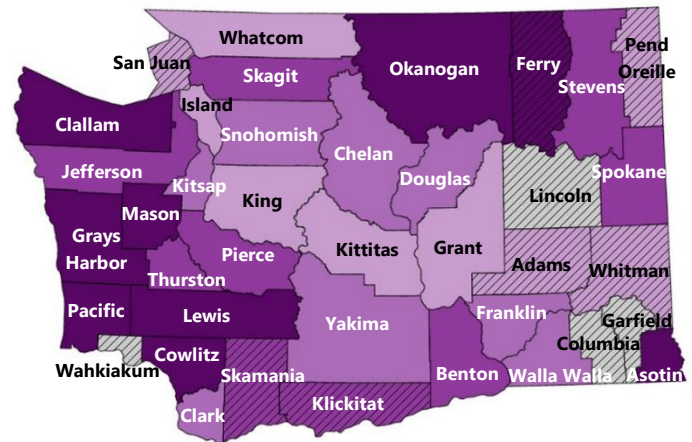 Whatcom
San Juan
Skagit
Okanogan
Ferry
Pend
Oreille
Stevens
Island
Clallam
Snohomish
Chelan
Jefferson
Kitsap
Douglas
Spokane
Lincoln
King
Mason
Grays
Harbor
Pierce
Kittitas
Grant
Adams
Whitman
Thurston
Pacific
Lewis
Yakima
Franklin
Garfield
Columbia
Wahkiakum
Cowlitz
Skamania
Benton
Walla Walla
Asotin
Klickitat
Clark